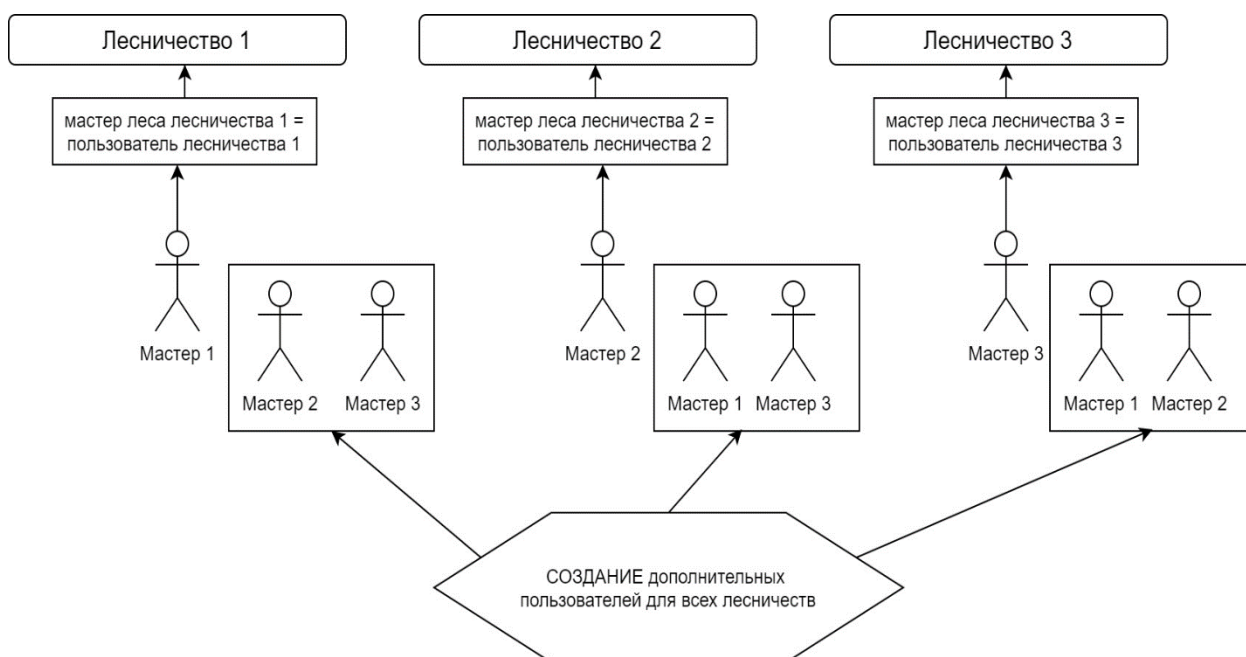 Лесничество 1
Лесничество 2
Лесничество 3
мастер леса лесничества 1 =
пользователь лесничества 1
мастер леса лесничества 2 =
пользователь лесничества 2
мастер леса лесничества 3 =
пользователь лесничества 3
Мастер 1
Мастер 2
Мастер 3
Мастер 2
Мастер 1
Мастер 3
Мастер 3
Мастер 1
Мастер 2
СОЗДАНИЕ дополнительных
пользователей для всех лесничеств